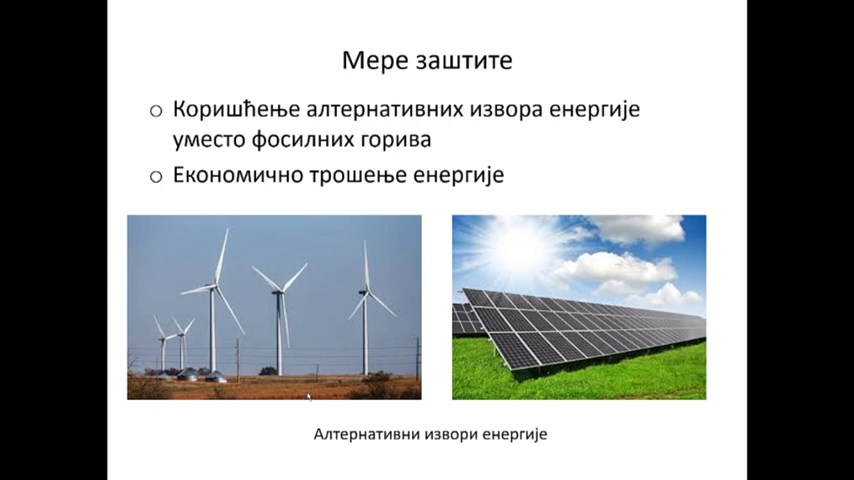 Мере заштите
Коришћење алтернативних извора енергије
уместо фосилних горива
Економично трошење енергије
Алтернативни извори енергије